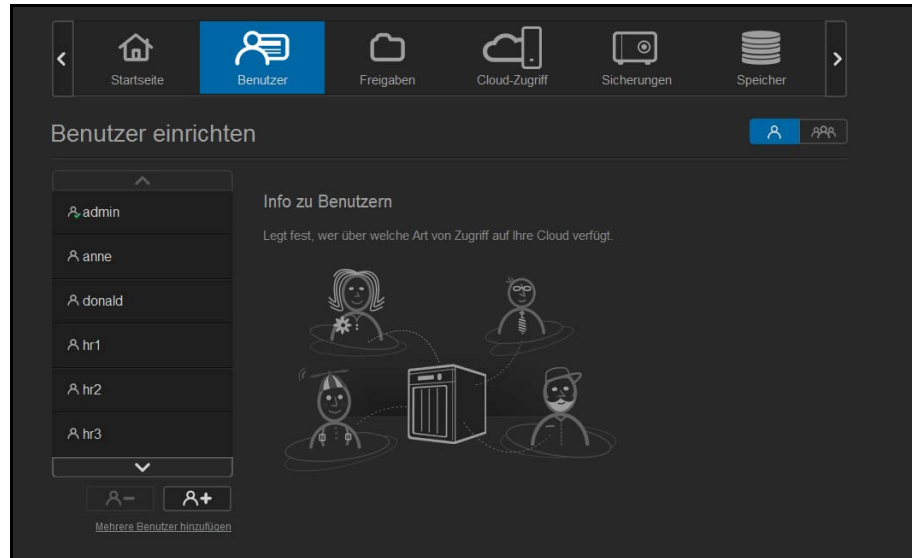 Startseite
Benutzer
Freigaben
Cloud-Zugriff
Sicherungen
Speicher
Benutzer einrichten
admin
anne
donald
hr1
hr2
hr3
Mehrere Benutzer hinzufügen
Info zu Benutzern
Legt fest, wer über welche Art von Zugriff auf Ihre Cloud verfügt.